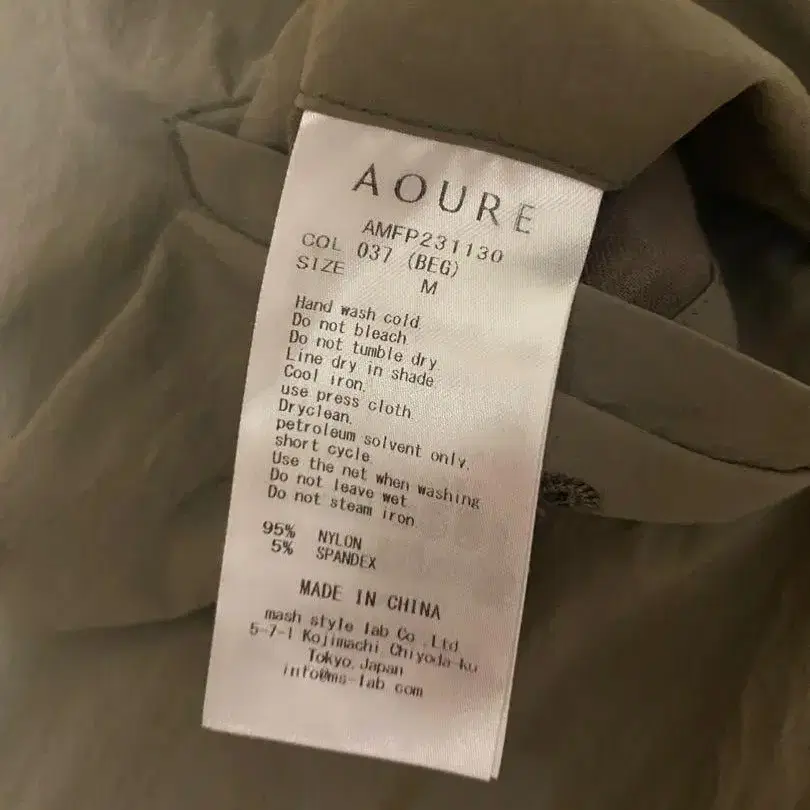 AOURE
AMFP231130
COL 037 (BEG)
SIZE M
Hand wash cold.
Do not bleach.
Do not tumble dry.
Line dry in shade.
Cool iron.
use press cloth.
Dryclean.
petroleum solvent only.
short cycle.
Use the net when washing
Do not leave wet.
Do not steam iron.
95% NYLON
5% SPANDEX
MADE IN CHINA
mash style lab Co.,Ltd
5-7-1 Kojimachi Chiyoda-ku
Tokyo,Japan
info@ms-lab.com